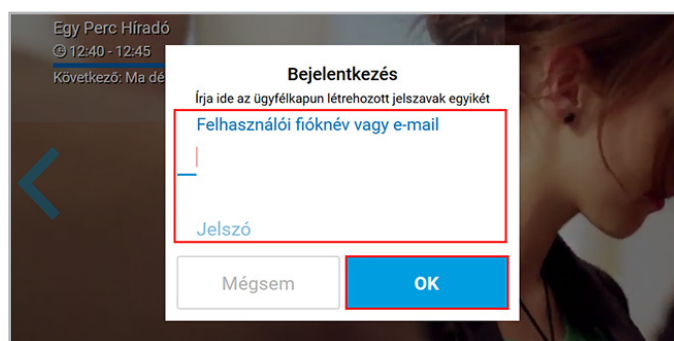 Egy Perc Híradó
12:40 - 12:45
Következő: Ma dé
Bejelentkezés
Írja ide az ügyfélkapun létrehozott jelszavak egyikét
Felhasználói fióknév vagy e-mail
Jelszó
Mégsem
OK